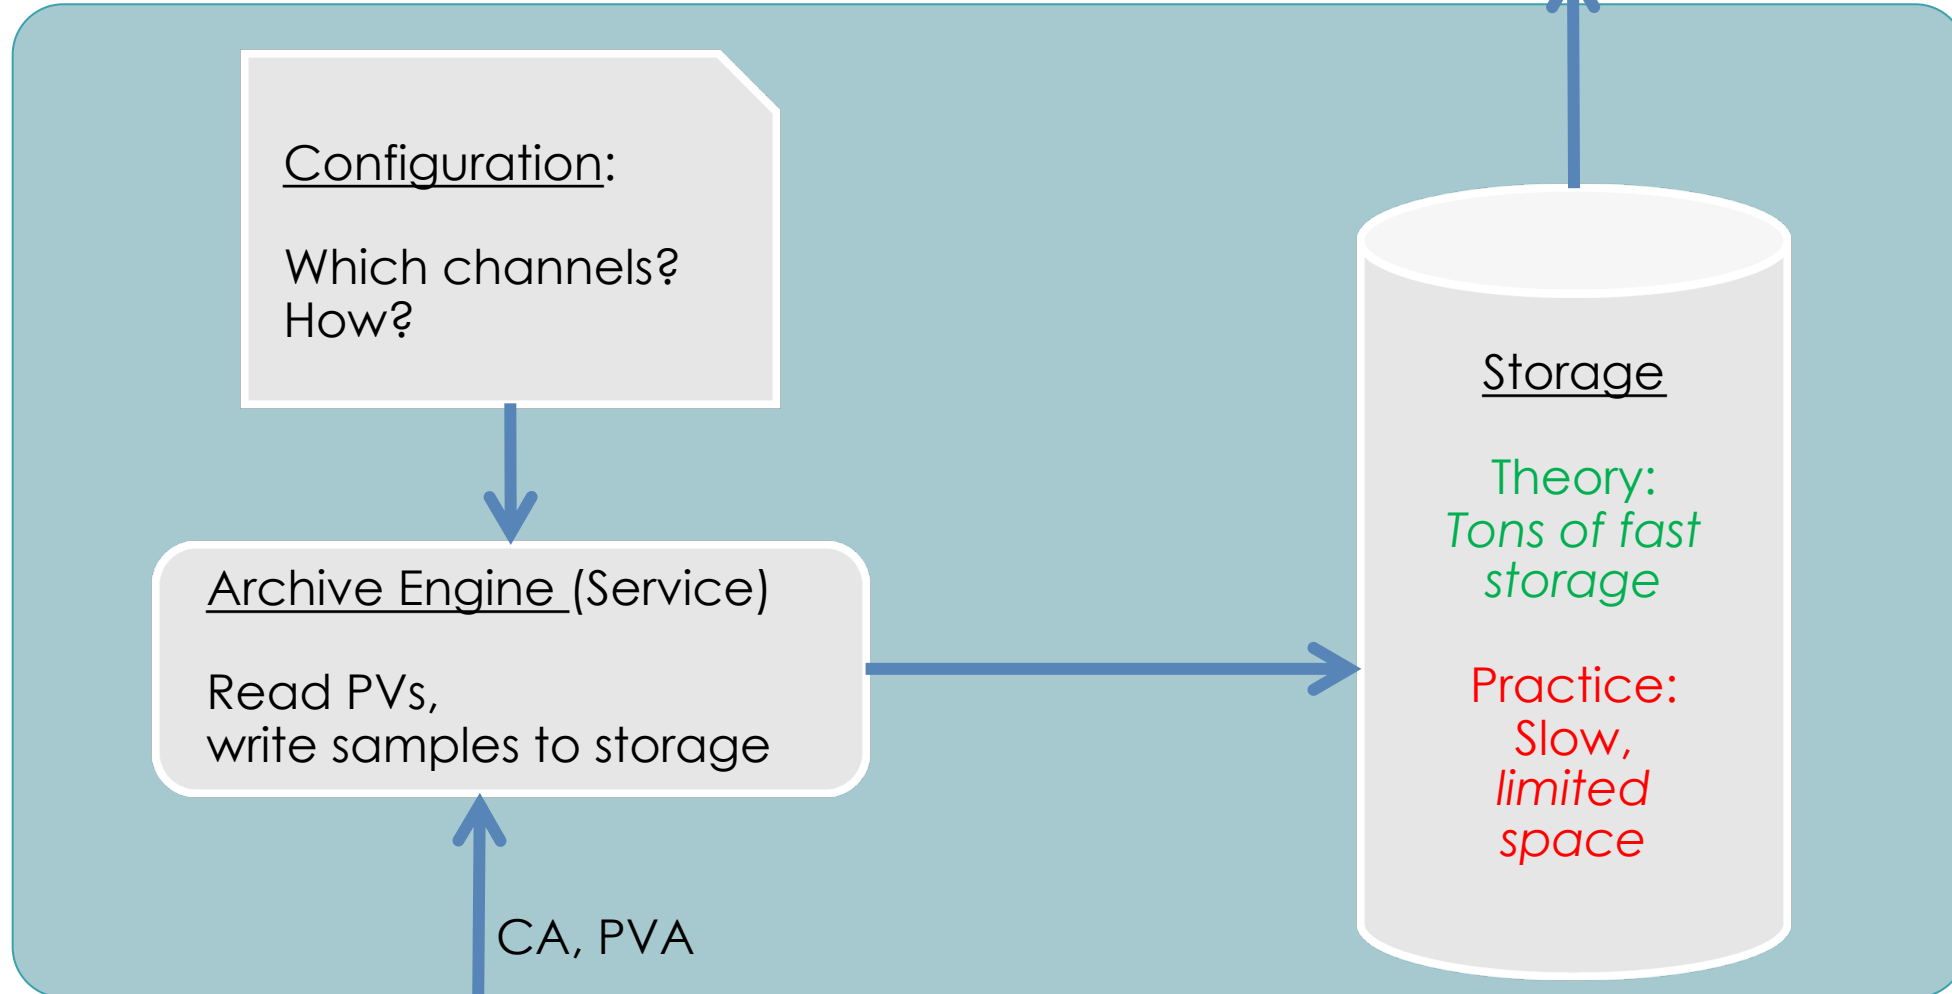 Configuration:
Which channels?
How?
Archive Engine (Service)
Read PVs,
write samples to storage
CA, PVA
Storage
Theory:
Tons of fast
storage
Practice:
Slow,
limited
space